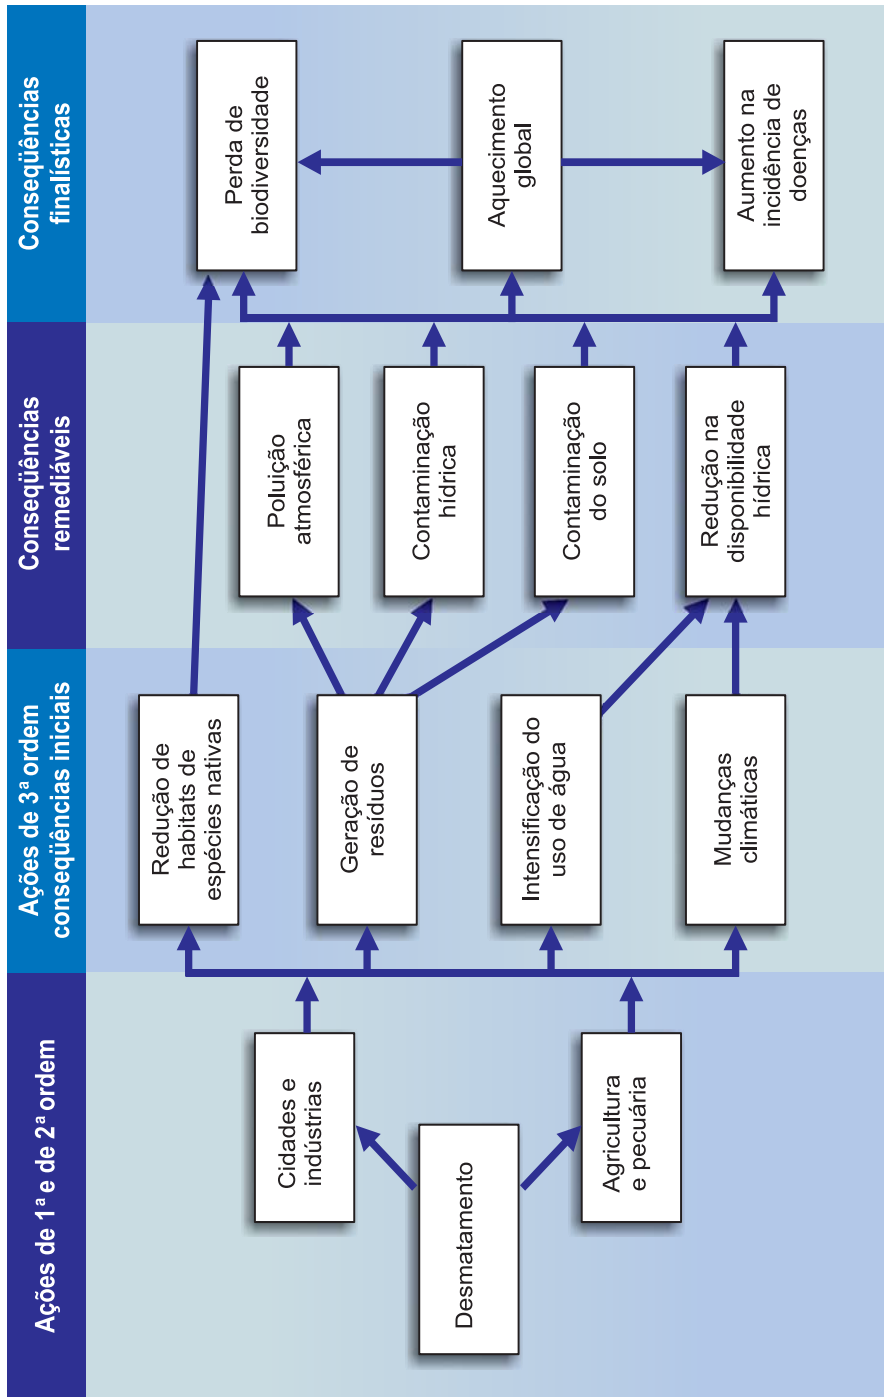 Ações de 1ª e de 2ª ordem
Ações de 3ª ordem
conseqüências iniciais
Conseqüências
remediáveis
Conseqüências
finalísticas
Desmatamento
Cidades e
indústrias
Agricultura
e pecuária
Redução de
habitats de
espécies nativas
Geração de
resíduos
Intensificação do
uso de água
Mudanças
climáticas
Poluição
atmosférica
Contaminação
hídrica
Contaminação
do solo
Redução na
disponibilidade
hídrica
Perda de
biodiversidade
Aquecimento
global
Aumento na
incidência de
doenças